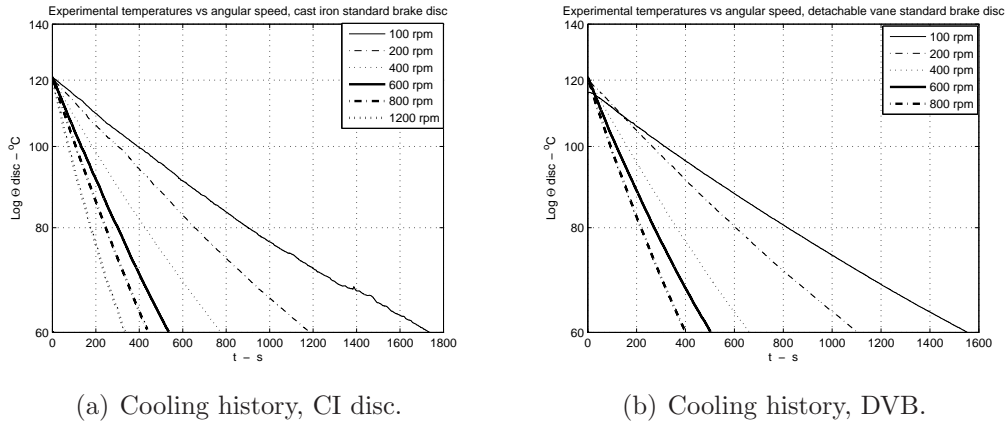 Experimental temperatures vs angular speed, cast iron standard brake disc
140
120
100
80
60
Log Θ disc – °C
0 200 400 600 800 1000 1200 1400 1600 1800
t – s
100 rpm
200 rpm
400 rpm
600 rpm
800 rpm
1200 rpm
(a) Cooling history, CI disc.
Experimental temperatures vs angular speed, detachable vane standard brake disc
140
120
100
80
60
Log Θ disc – °C
0 200 400 600 800 1000 1200 1400 1600
t – s
100 rpm
200 rpm
400 rpm
600 rpm
800 rpm
(b) Cooling history, DVB.